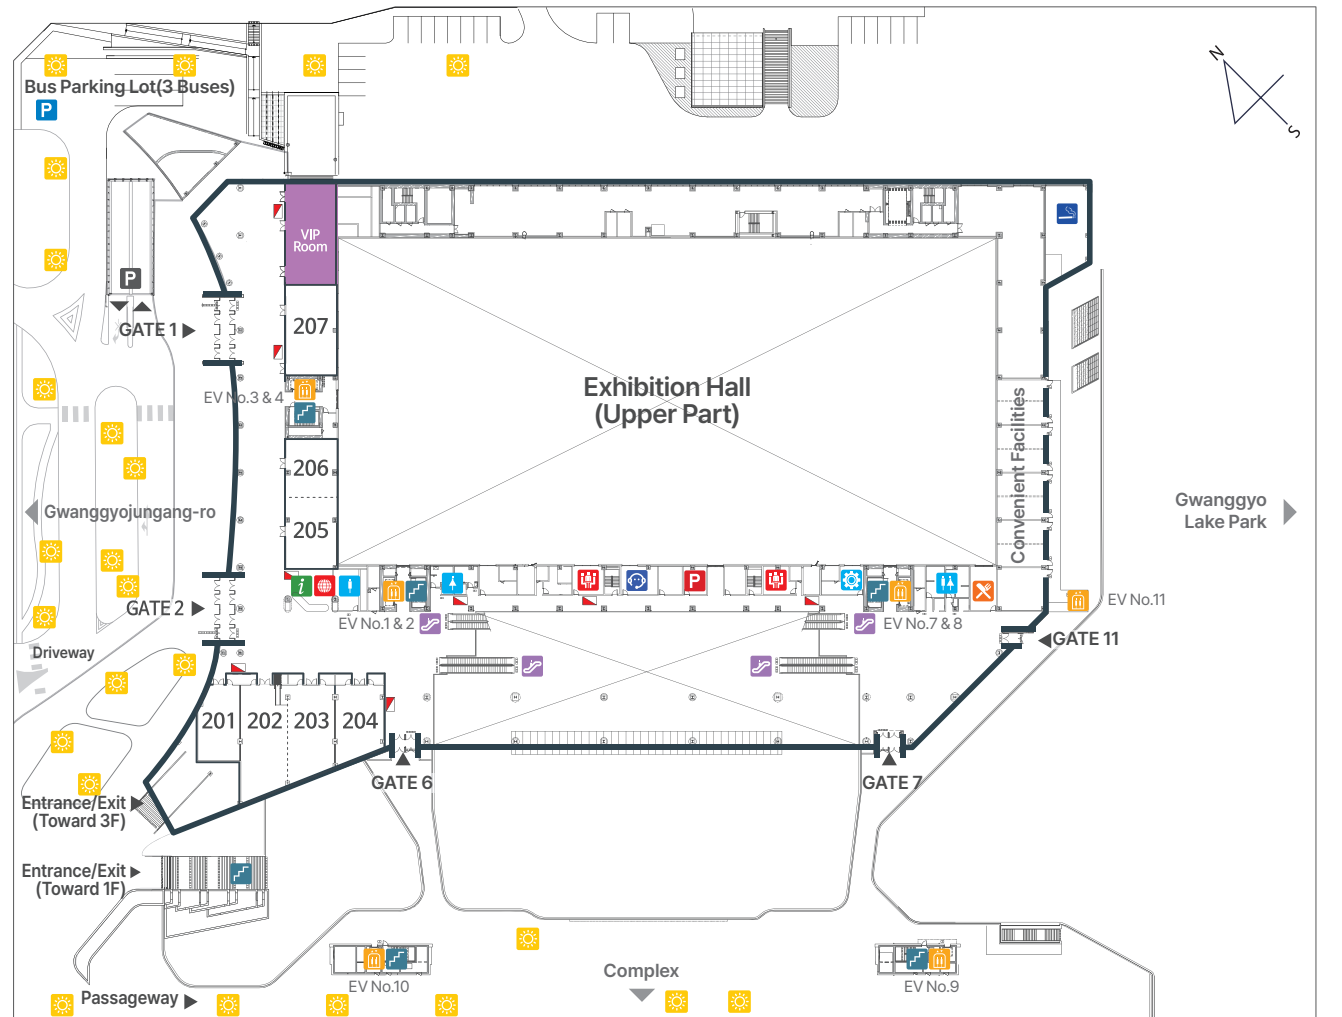 N
S
Bus Parking Lot(3 Buses)
P
VIP
Room
P
GATE 1
207
EV No.3 & 4
Exhibition Hall
(Upper Part)
Convenient Facilities
206
Gwanggyojungang-ro
205
Gwanggyo
Lake Park
i
P
GATE 2
EV No.1 & 2
EV No.7 & 8
EV No.11
GATE 11
Driveway
201
202
203
204
GATE 6
GATE 7
Entrance/Exit
(Toward 3F)
Entrance/Exit
(Toward 1F)
EV No.10
Complex
EV No.9
Passageway